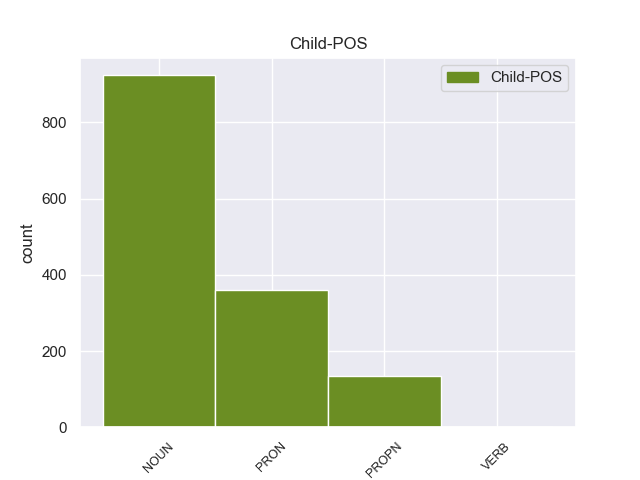 Child-POS
Child-POS
count
800
600
400
200
0
NOUN
PRON
PROPN
VERB